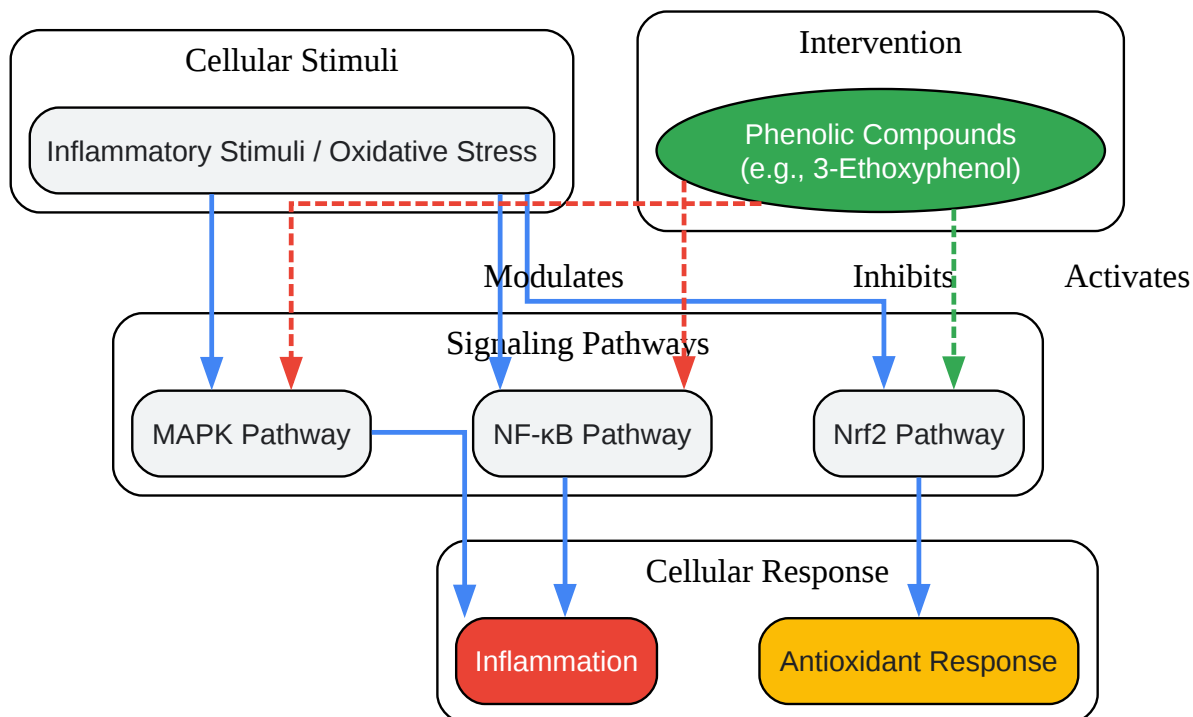 Cellular Stimuli
Intervention
Inflammatory Stimuli / Oxidative Stress
Phenolic Compounds
(e.g., 3-Ethoxyphenol)
Modulates
Inhibits
Activates
Signaling Pathways
MAPK Pathway
NF-κB Pathway
Nrf2 Pathway
Cellular Response
Inflammation
Antioxidant Response